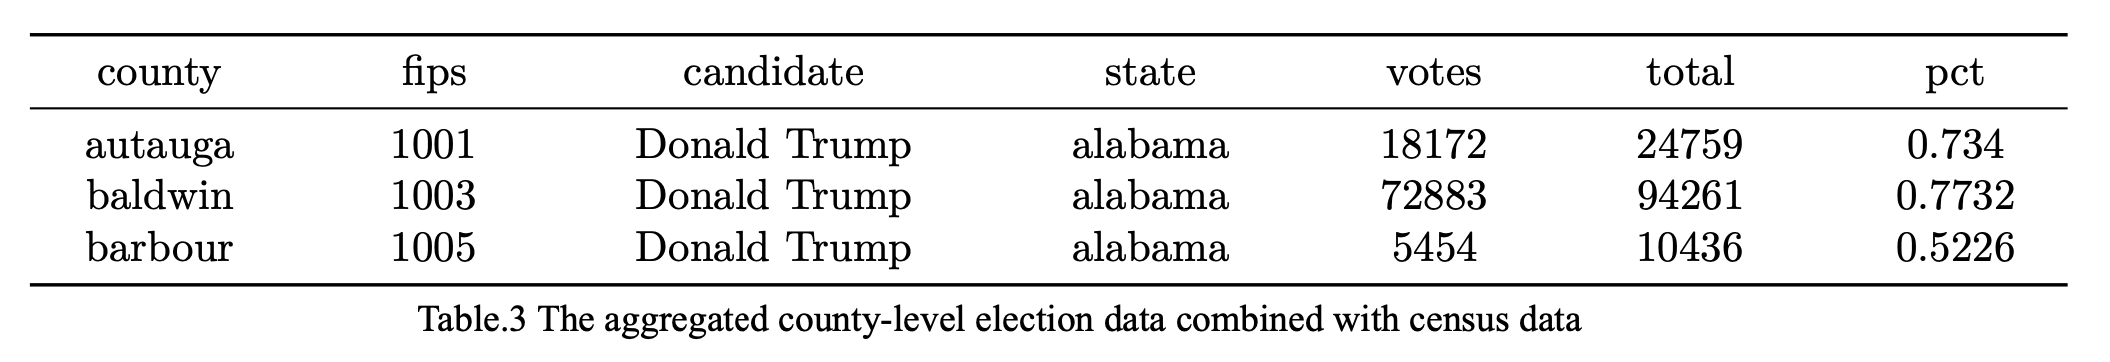 county fips candidate state votes total pct
autauga 1001 Donald Trump alabama 18172 24759 0.734
baldwin 1003 Donald Trump alabama 72883 94261 0.7732
barbour 1005 Donald Trump alabama 5454 10436 0.5226
Table.3 The aggregated county-level election data combined with census data